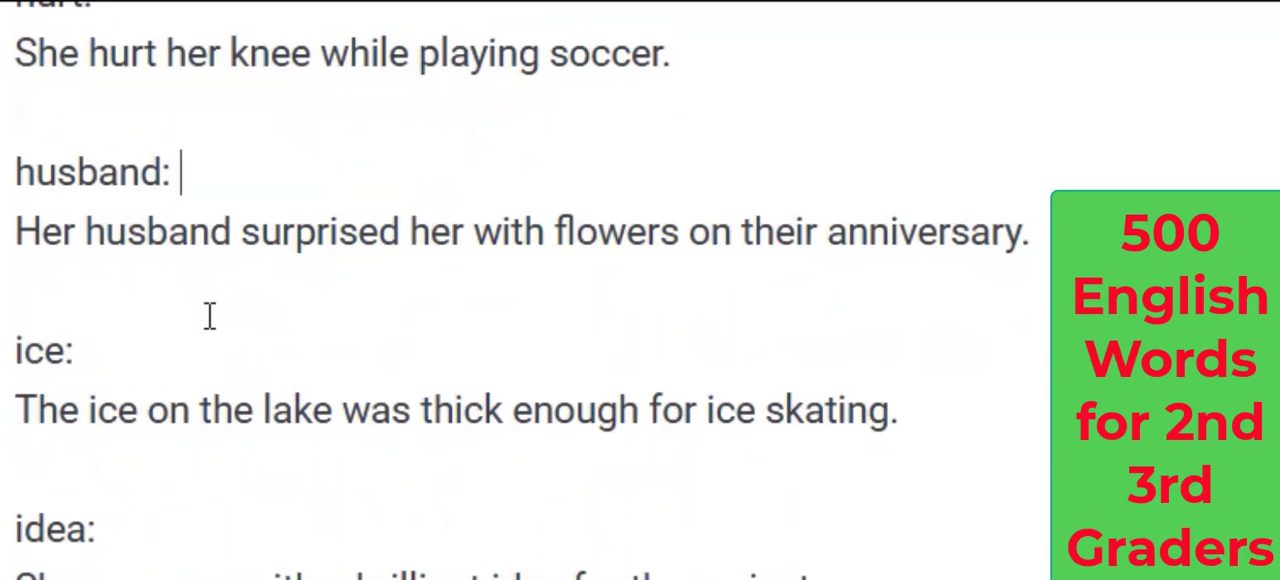 hurt:
She hurt her knee while playing soccer.
husband:
Her husband surprised her with flowers on their anniversary.
ice:
The ice on the lake was thick enough for ice skating.
idea:
500
English
Words
for 2nd
3rd
Graders